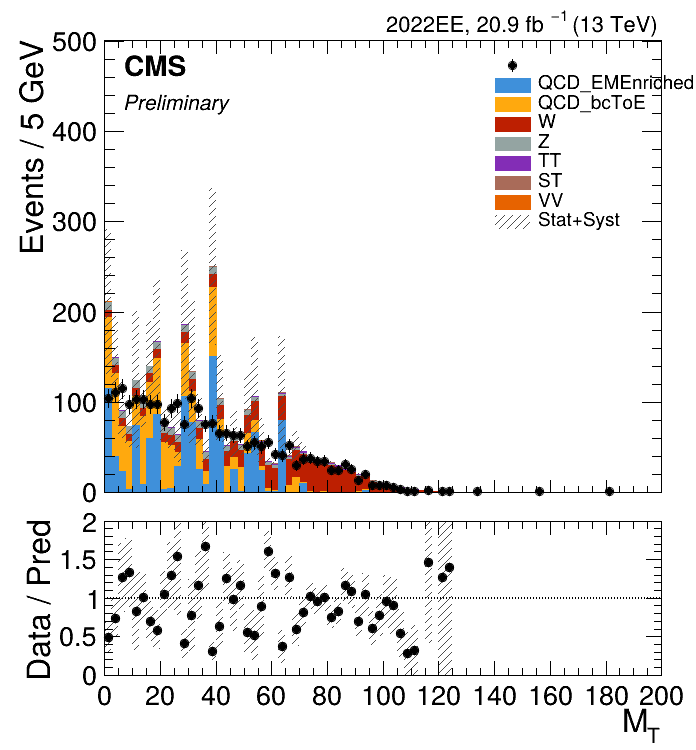 2022EE, 20.9 fb ⁻¹ (13 TeV)
CMS
Preliminary
Events / 5 GeV
500
400
300
200
100
0
QCD_EMEnriched
QCD_bcToE
W
Z
TT
ST
VV
Stat+Syst
Data / Pred
2
1.5
1
0.5
0
0 20 40 60 80 100 120 140 160 180 200
M_T